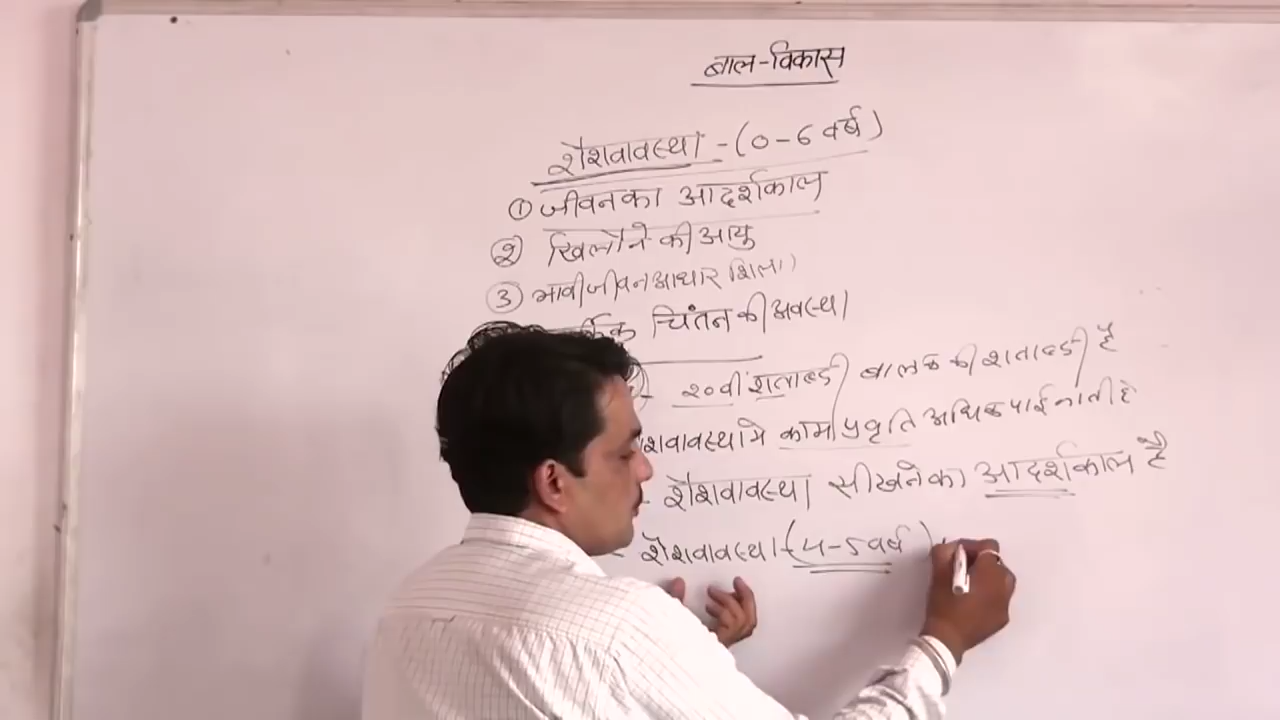 बाल-विकास
शैशवावस्था - (0-6 वर्ष)
① जीवन का आदर्शकाल
② खिलौने की आयु
③ भावी जीवन आधार शिला
चिंतन की अवस्था
- 20वीं शताब्दी बालक की शताब्दी है
शवावस्था मे काम प्रवृति अधिक पाई जाती है
- शैशवावस्था सीखने का आदर्शकाल है
- शैशवावस्था - (4-5 वर्ष)